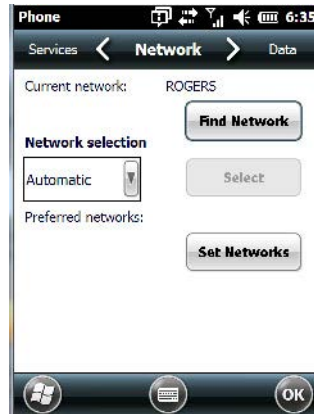 Phone 6:35
Services Network Data
Current network: ROGERS
Find Network
Network selection
Automatic
Select
Preferred networks:
Set Networks
OK